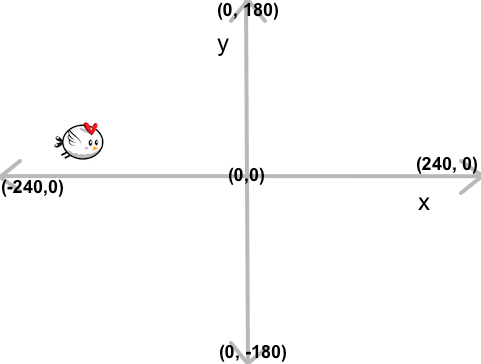 (0, 180)
y
(240, 0)
(0,0)
(-240,0)
x
(0, -180)